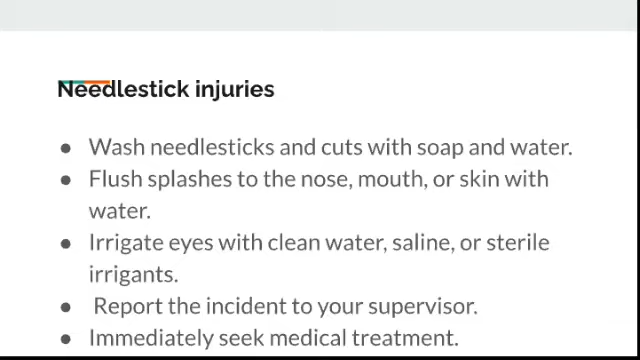 Needlestick injuries
● Wash needlesticks and cuts with soap and water.
● Flush splashes to the nose, mouth, or skin with
water.
● Irrigate eyes with clean water, saline, or sterile
irrigants.
● Report the incident to your supervisor.
● Immediately seek medical treatment.